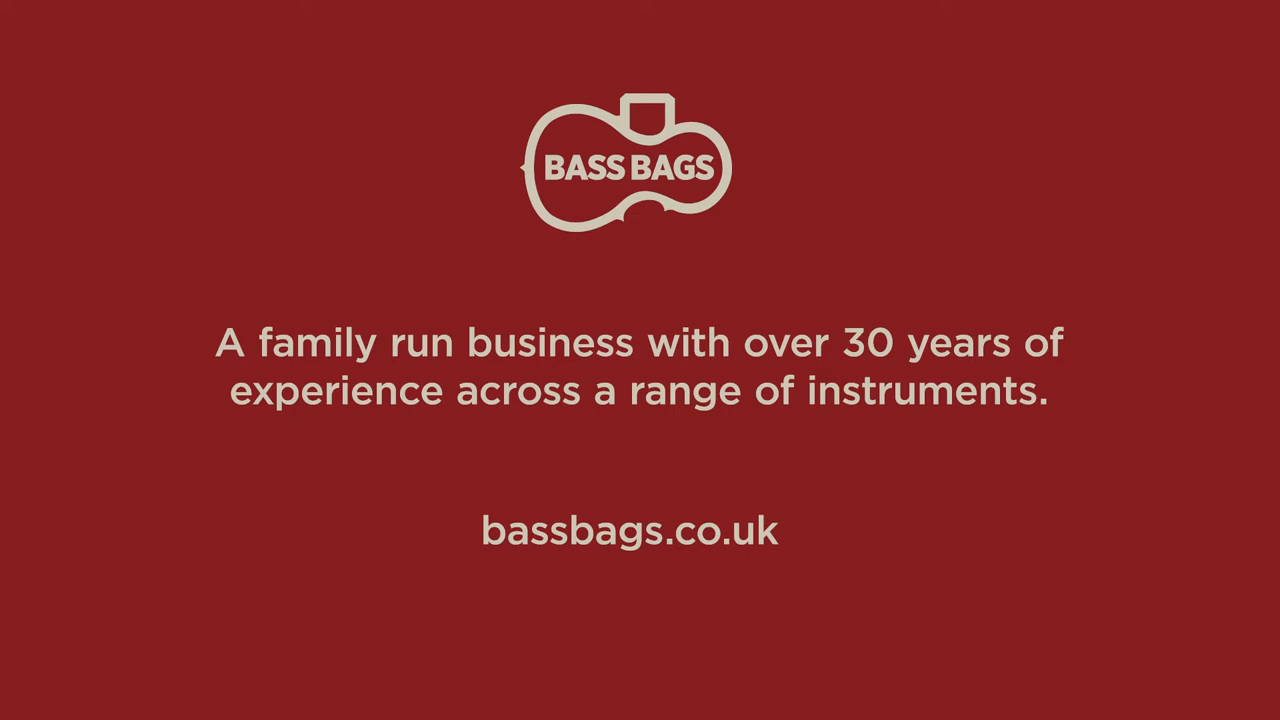 BASS BAGS
A family run business with over 30 years of
experience across a range of instruments.
bassbags.co.uk